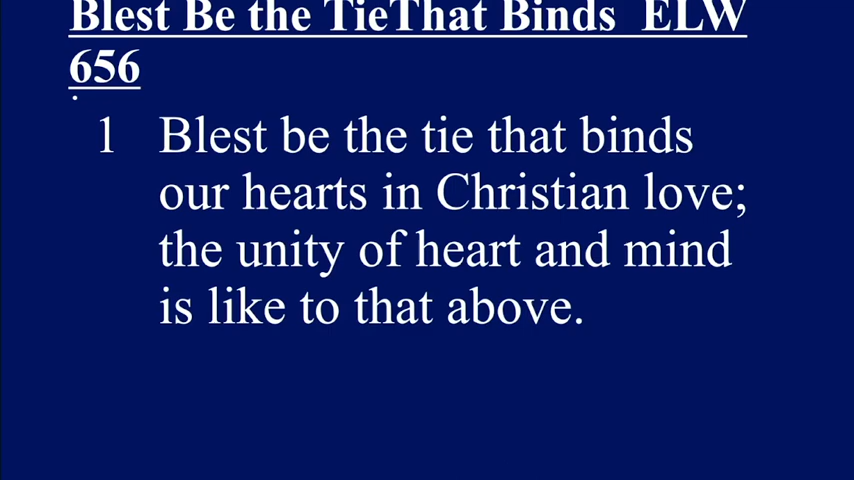 Blest Be the TieThat Binds  ELW
656
1 Blest be the tie that binds
our hearts in Christian love;
the unity of heart and mind
is like to that above.